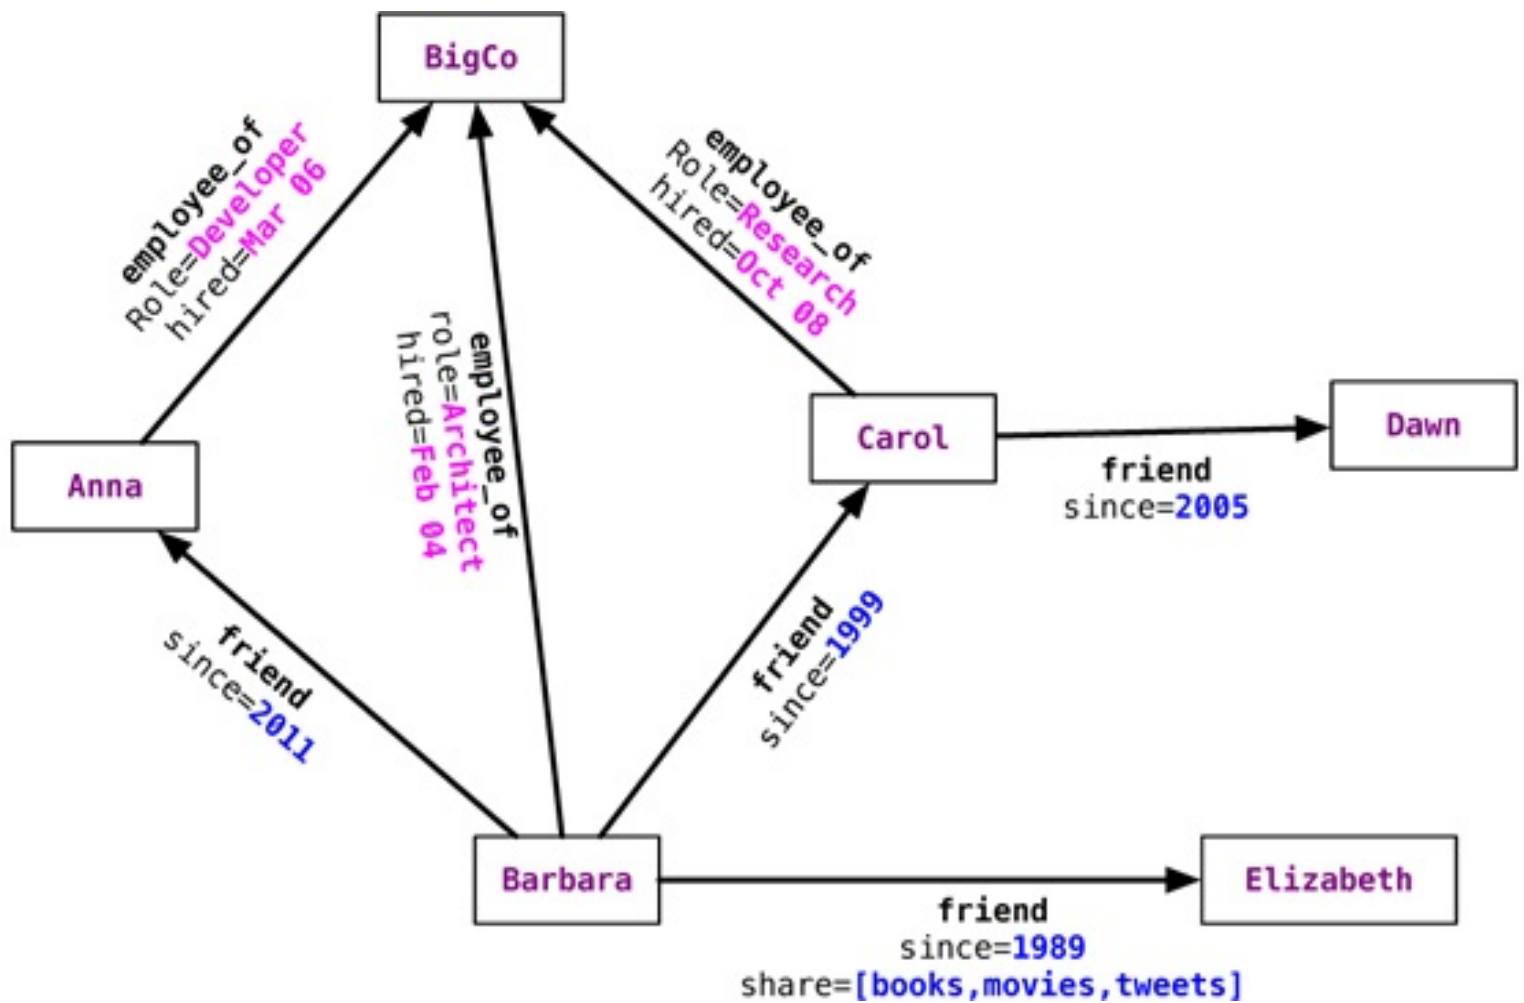 BigCo
employee_of
Role=Developer
hired=Mar 06
employee_of
Role=Research
hired=Oct 08
employee_of
role=Architect
hired=Feb 04
Anna
Carol
Dawn
friend
since=2005
friend
since=2011
friend
since=1999
Barbara
Elizabeth
friend
since=1989
share=[books,movies,tweets]